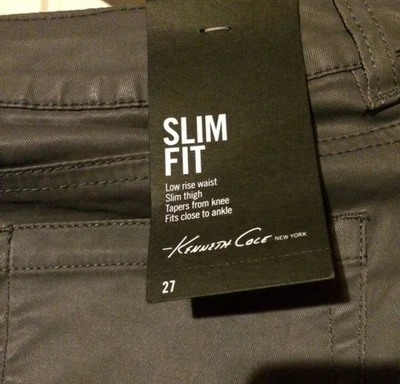 SLIM
FIT
Low rise waist
Slim thigh
Tapers from knee
Fits close to ankle
Kenneth Cole NEW YORK
27